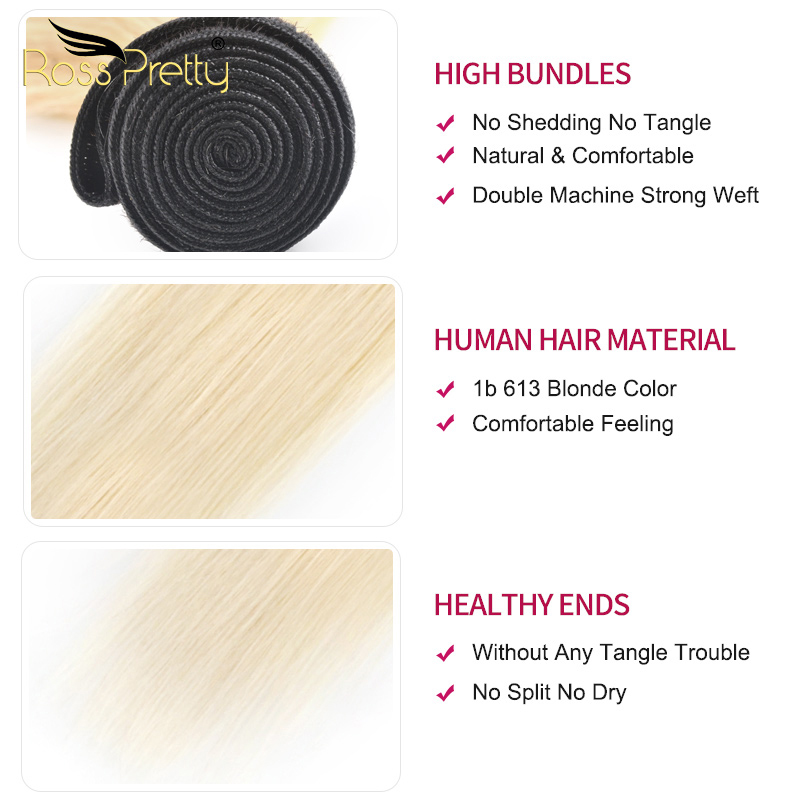 Ross Pretty ®
HIGH BUNDLES
No Shedding No Tangle
Natural & Comfortable
Double Machine Strong Weft
HUMAN HAIR MATERIAL
1b 613 Blonde Color
Comfortable Feeling
HEALTHY ENDS
Without Any Tangle Trouble
No Split No Dry